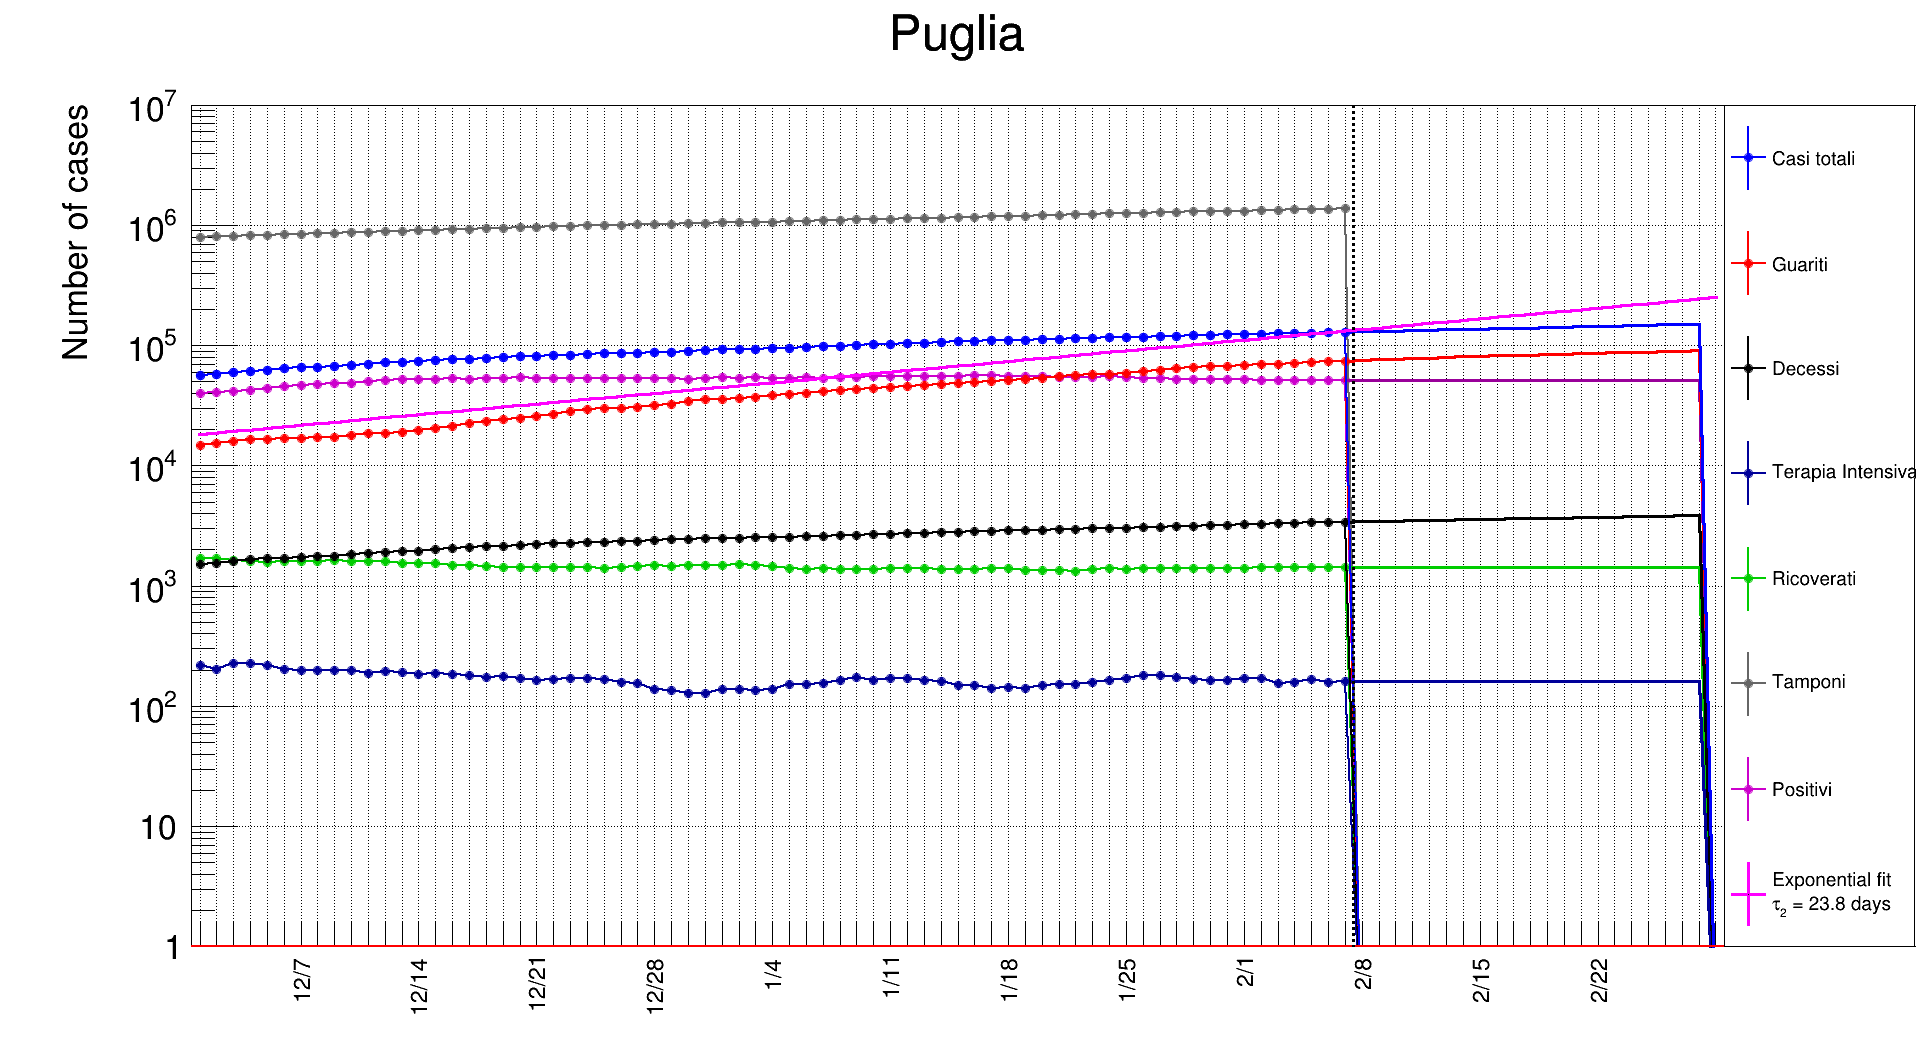 Puglia
Number of cases
10^7
10^6
10^5
10^4
10^3
10^2
10
1
12/7
12/14
12/21
12/28
1/4
1/11
1/18
1/25
2/1
2/8
2/15
2/22
Casi totali
Guariti
Decessi
Terapia Intensiva
Ricoverati
Tamponi
Positivi
Exponential fit
τ_2 = 23.8 days